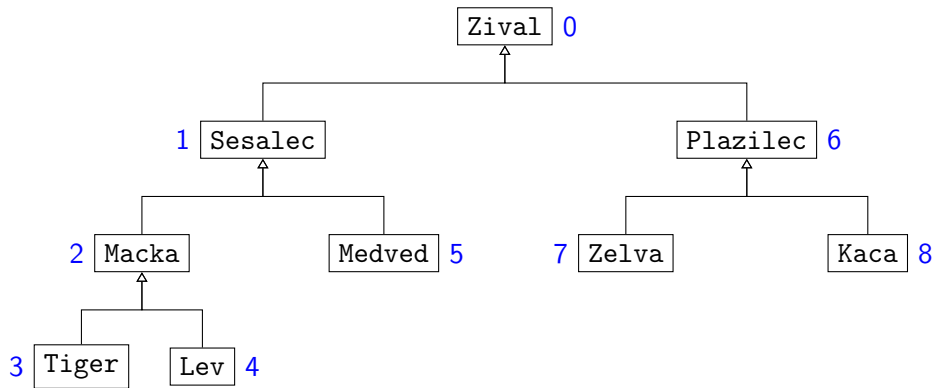 Zival 0
1 Sesalec Plazilec 6
2 Macka Medved 5 7 Zelva Kaca 8
3 Tiger Lev 4